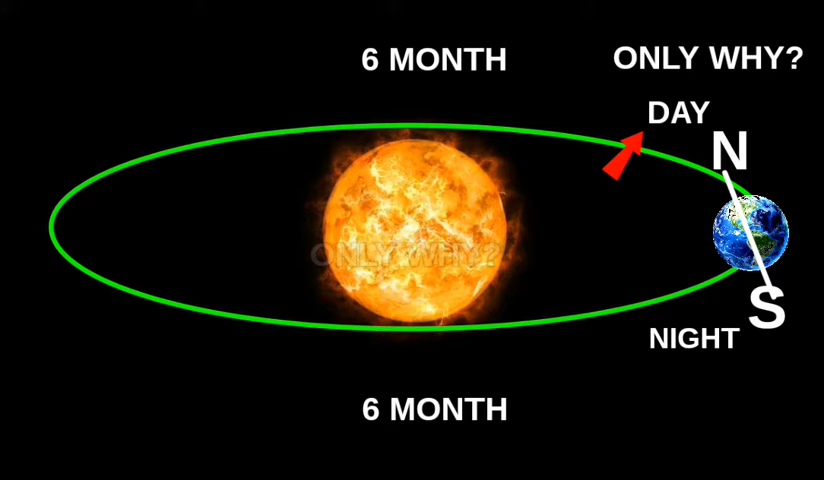 6 MONTH
ONLY WHY?
DAY
N
ONLY WHY?
S
NIGHT
6 MONTH